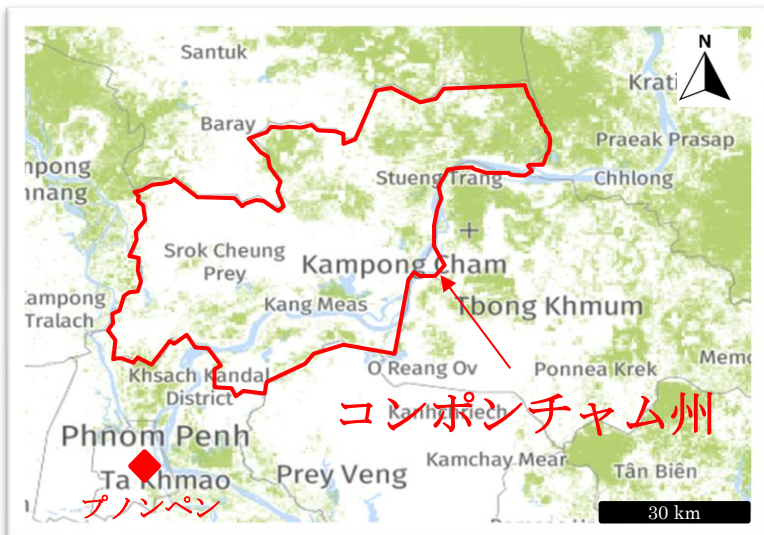 N
Santuk
Krati
Baray
Praeak Prasap
mpong
nnang
Stueng Trang
Chhlong
Srok Cheung
Prey
Kampong Cham
ampong
Tralach
Kang Meas
Tbong Khmum
Khsach Kandal
District
O Reang Ov
Ponnea Krek
Memo
コンポンチャム州
Kanhchriech
Phnom Penh
Ta Khmao
プノンペン
Prey Veng
Kamchay Mear
Tân Biên
30 km